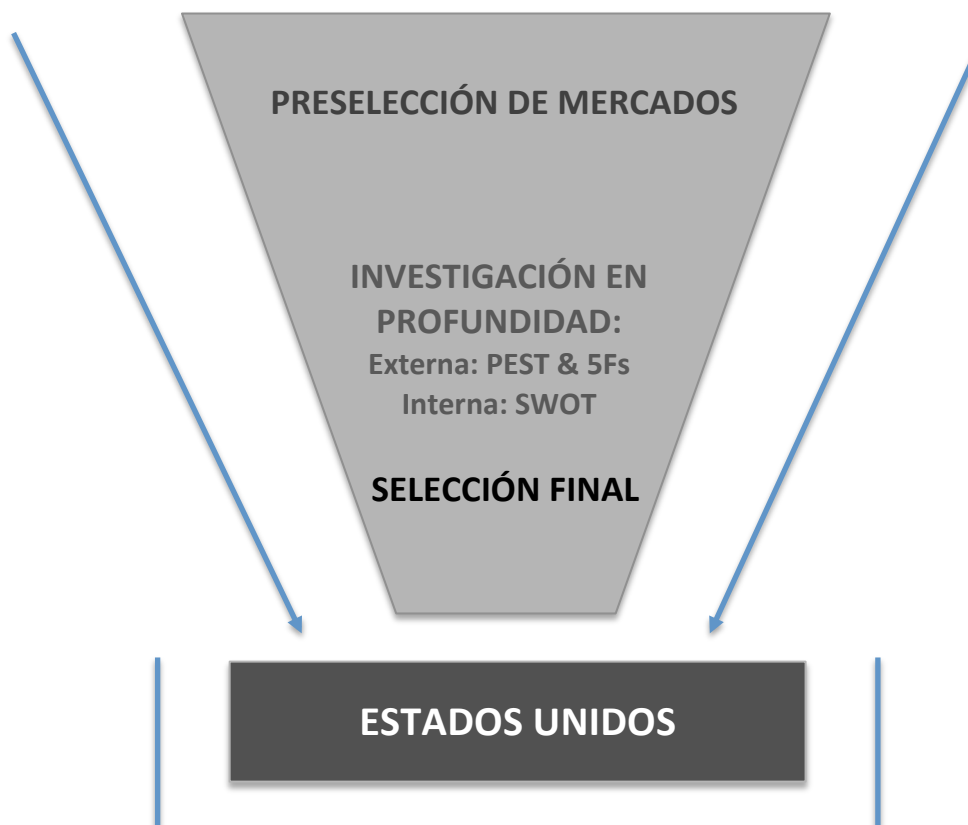 PRESELECCIÓN DE MERCADOS
INVESTIGACIÓN EN
PROFUNDIDAD:
Externa: PEST & 5Fs
Interna: SWOT
SELECCIÓN FINAL
ESTADOS UNIDOS